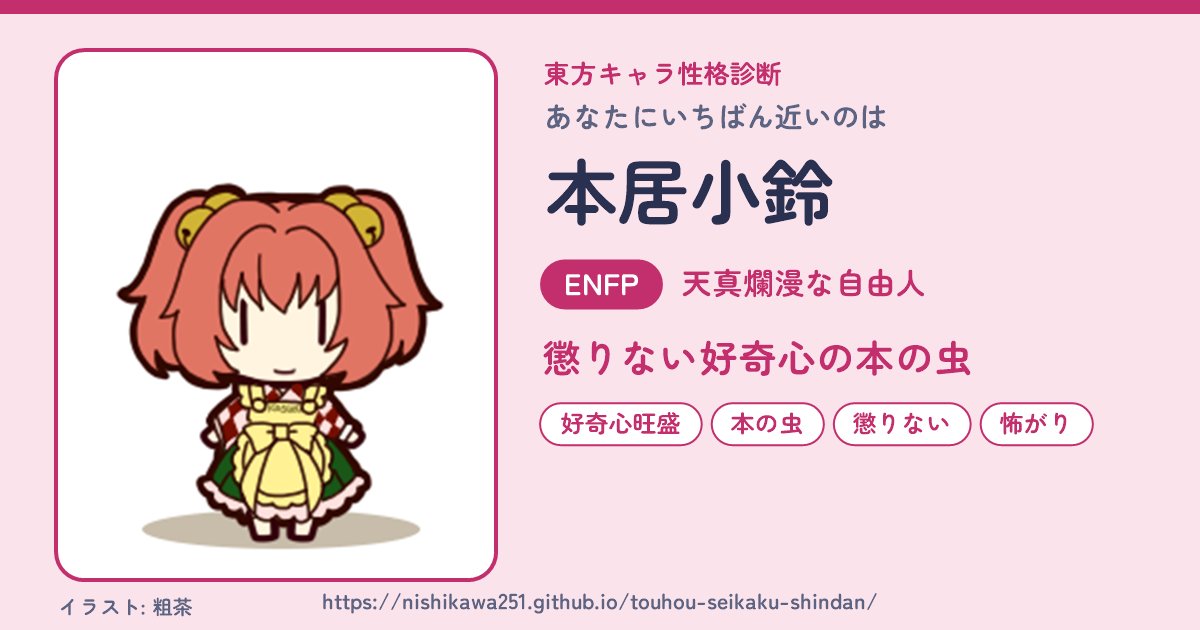 東方キャラ性格診断
あなたにいちばん近いのは
本居小鈴
ENFP 天真爛漫な自由人
懲りない好奇心の本の虫
好奇心旺盛 本の虫 懲りない 怖がり
イラスト: 粗茶
https://nishikawa251.github.io/touhou-seikaku-shindan/